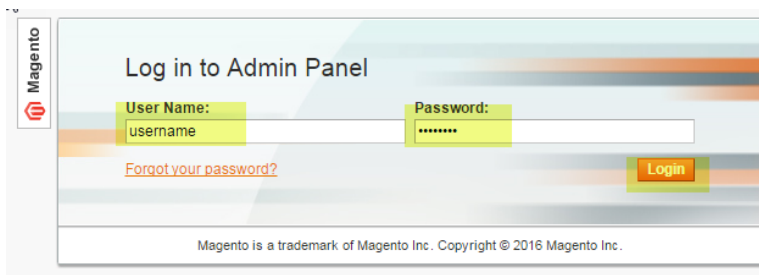 Magento
Log in to Admin Panel
User Name:
Password:
username
••••••••
Forgot your password?
Login
Magento is a trademark of Magento Inc. Copyright © 2016 Magento Inc.